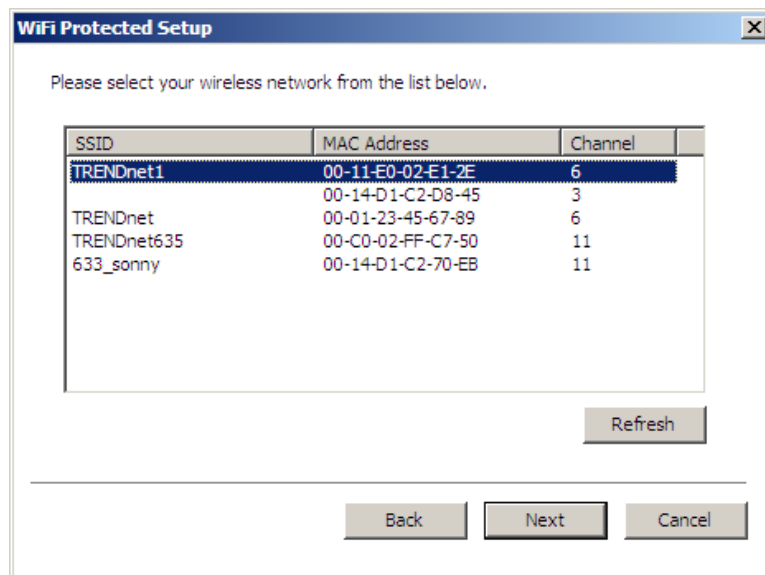 WiFi Protected Setup
Please select your wireless network from the list below.
SSID MAC Address Channel
TRENDnet1 00-11-E0-02-E1-2E 6
00-14-D1-C2-D8-45 3
TRENDnet 00-01-23-45-67-89 6
TRENDnet635 00-C0-02-FF-C7-50 11
633_sonny 00-14-D1-C2-70-EB 11
Refresh
Back Next Cancel